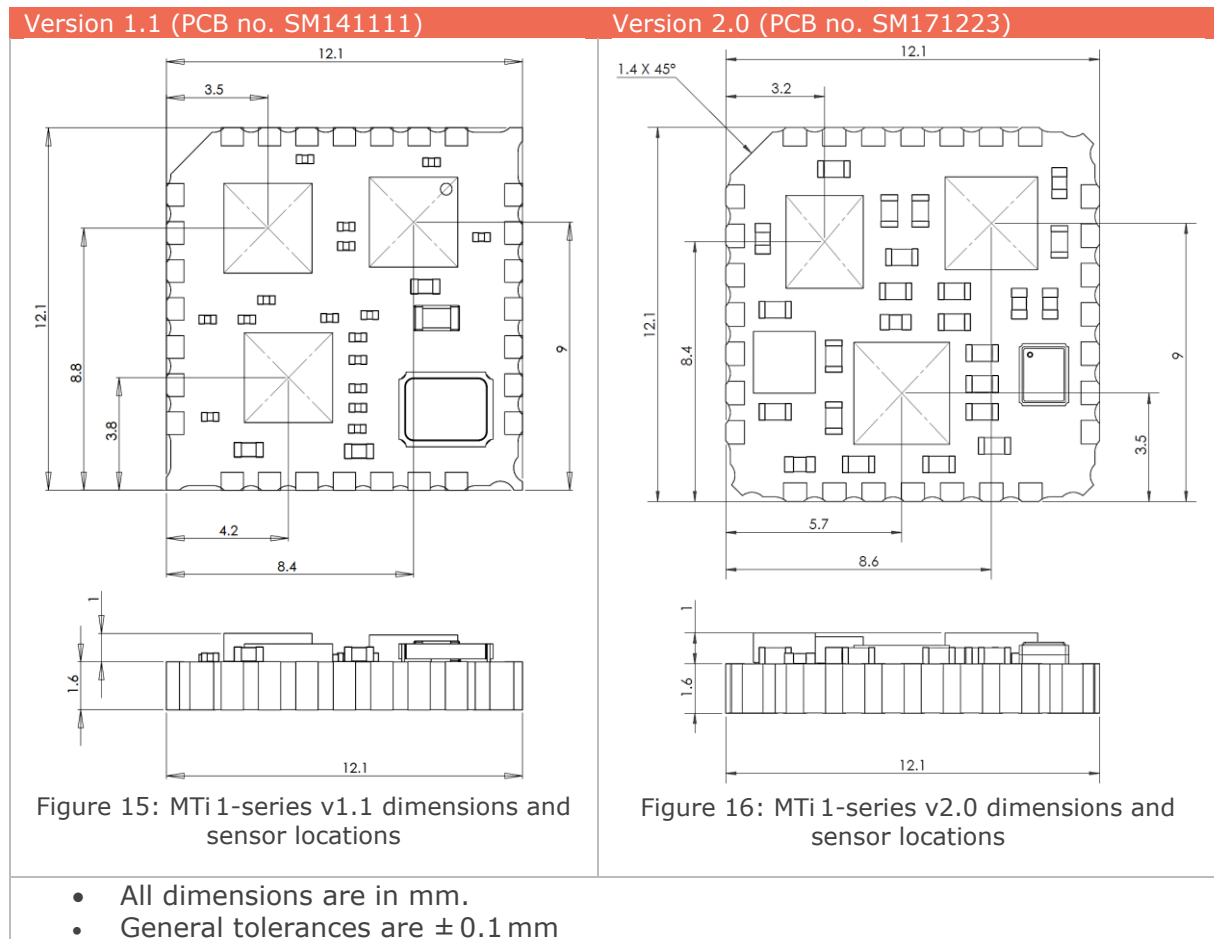 Version 1.1 (PCB no. SM141111)
12.1
3.5
12.1
8.8
3.8
9
4.2
8.4
1
1.6
12.1
Figure 15: MTi 1-series v1.1 dimensions and
sensor locations
Version 2.0 (PCB no. SM171223)
12.1
1.4 X 45°
3.2
12.1
8.4
9
3.5
5.7
8.6
1
1.6
12.1
Figure 16: MTi 1-series v2.0 dimensions and
sensor locations
• All dimensions are in mm.
• General tolerances are ± 0.1 mm